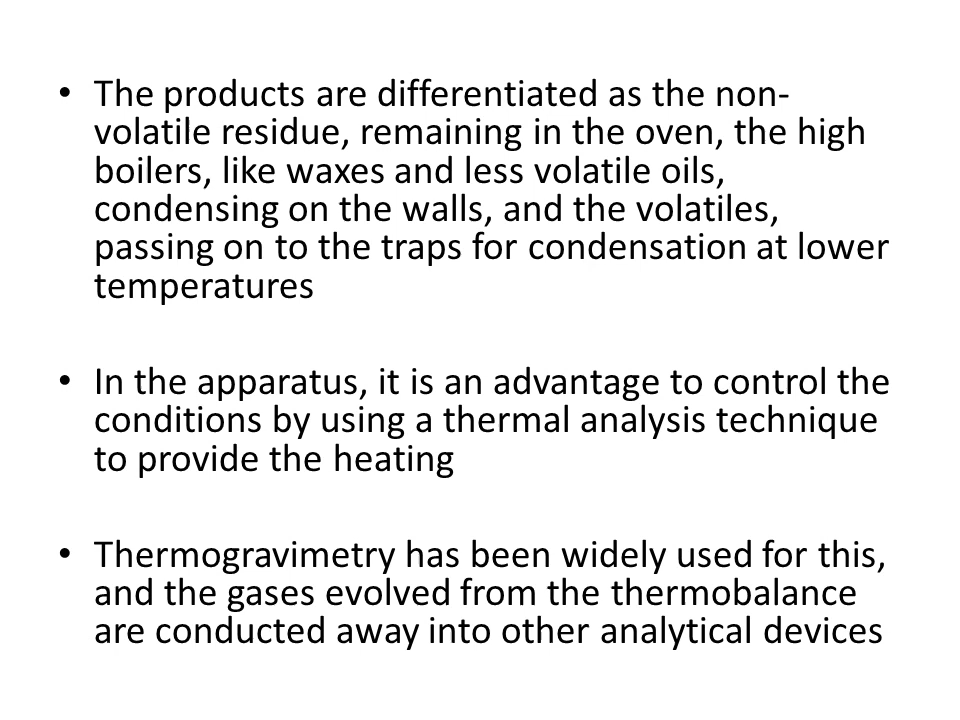 • The products are differentiated as the non-
volatile residue, remaining in the oven, the high
boilers, like waxes and less volatile oils,
condensing on the walls, and the volatiles,
passing on to the traps for condensation at lower
temperatures
• In the apparatus, it is an advantage to control the
conditions by using a thermal analysis technique
to provide the heating
• Thermogravimetry has been widely used for this,
and the gases evolved from the thermobalance
are conducted away into other analytical devices